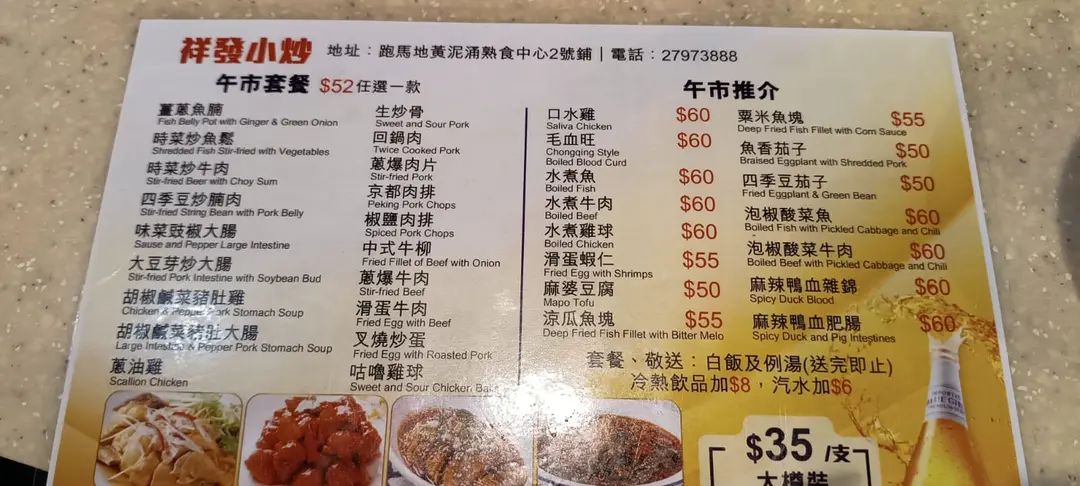 祥發小炒 地址：跑馬地黃泥涌熟食中心2號鋪｜電話：27973888
午市套餐 $52任選一款
薑蔥魚腩
Fish Belly Pot with Ginger & Green Onion
時菜炒魚鬆
Shredded Fish Stir-fried with Vegetables
時菜炒牛肉
Stir-fried Beer with Choy Sum
四季豆炒腩肉
Stir-fried String Bean with Pork Belly
味菜豉椒大腸
Sause and Pepper Large Intestine
大豆芽炒大腸
Stir-fried Pork Intestine with Soybean Bud
胡椒鹹菜豬肚雞
Chicken & Pepper Pork Stomach Soup
胡椒鹹菜豬肚大腸
Large Intestine & Pepper Pork Stomach Soup
蔥油雞
Scallion Chicken
生炒骨
Sweet and Sour Pork
回鍋肉
Twice Cooked Pork
蔥爆肉片
Stir-fried Pork
京都肉排
Peking Pork Chops
椒鹽肉排
Spiced Pork Chops
中式牛柳
Fried Fillet of Beef with Onion
蔥爆牛肉
Stir-fired Beef
滑蛋牛肉
Fried Egg with Beef
叉燒炒蛋
Fried Egg with Roasted Pork
咕嚕雞球
Sweet and Sour Chicken Balls
午市推介
口水雞 $60
Saliva Chicken
毛血旺 $60
Chongqing Style
Boiled Blood Curd
水煮魚 $60
Boiled Fish
水煮牛肉 $60
Boiled Beef
水煮雞球 $60
Boiled Chicken
滑蛋蝦仁 $55
Fried Egg with Shrimps
麻婆豆腐 $50
Mapo Tofu
涼瓜魚塊 $55
Deep Fried Fish Fillet with Bitter Melo
粟米魚塊 $55
Deep Fried Fish Fillet with Corn Sauce
魚香茄子 $50
Braised Eggplant with Shredded Pork
四季豆茄子 $50
Fried Eggplant & Green Bean
泡椒酸菜魚 $60
Boiled Fish with Pickled Cabbage and Chili
泡椒酸菜牛肉 $60
Boiled Beef with Pickled Cabbage and Chili
麻辣鴨血雜錦 $60
Spicy Duck Blood
麻辣鴨血肥腸 $60
Spicy Duck and Pig Intestines
套餐、敬送：白飯及例湯(送完即止)
冷熱飲品加$8，汽水加$6
$35/支
大樽裝